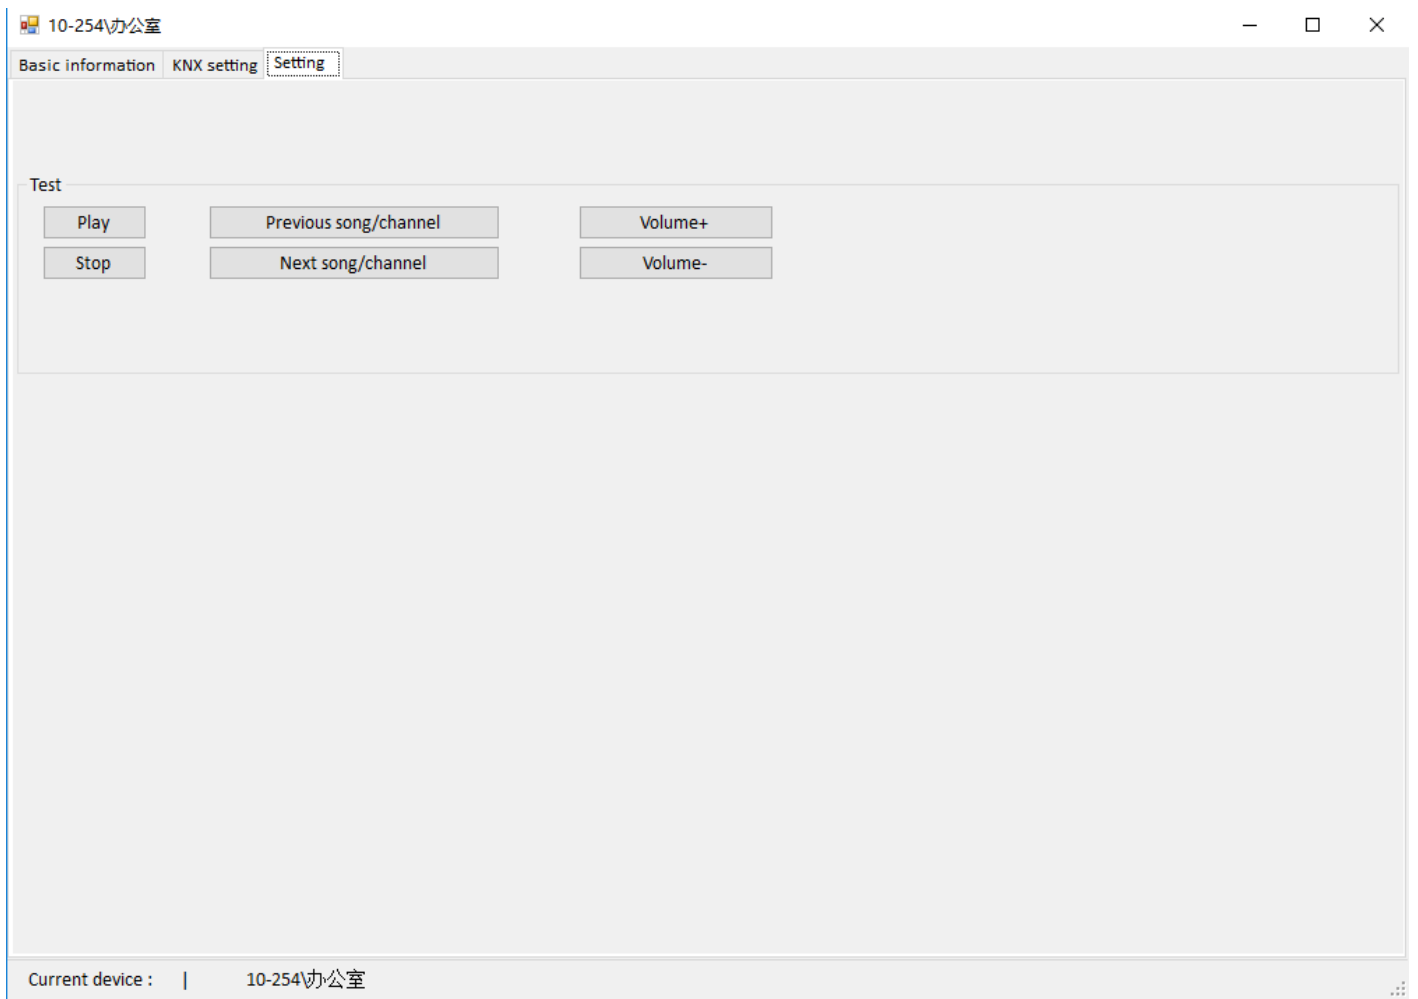 10-254\办公室
Basic information KNX setting Setting
Test
Play Previous song/channel Volume+
Stop Next song/channel Volume-
Current device : | 10-254\办公室